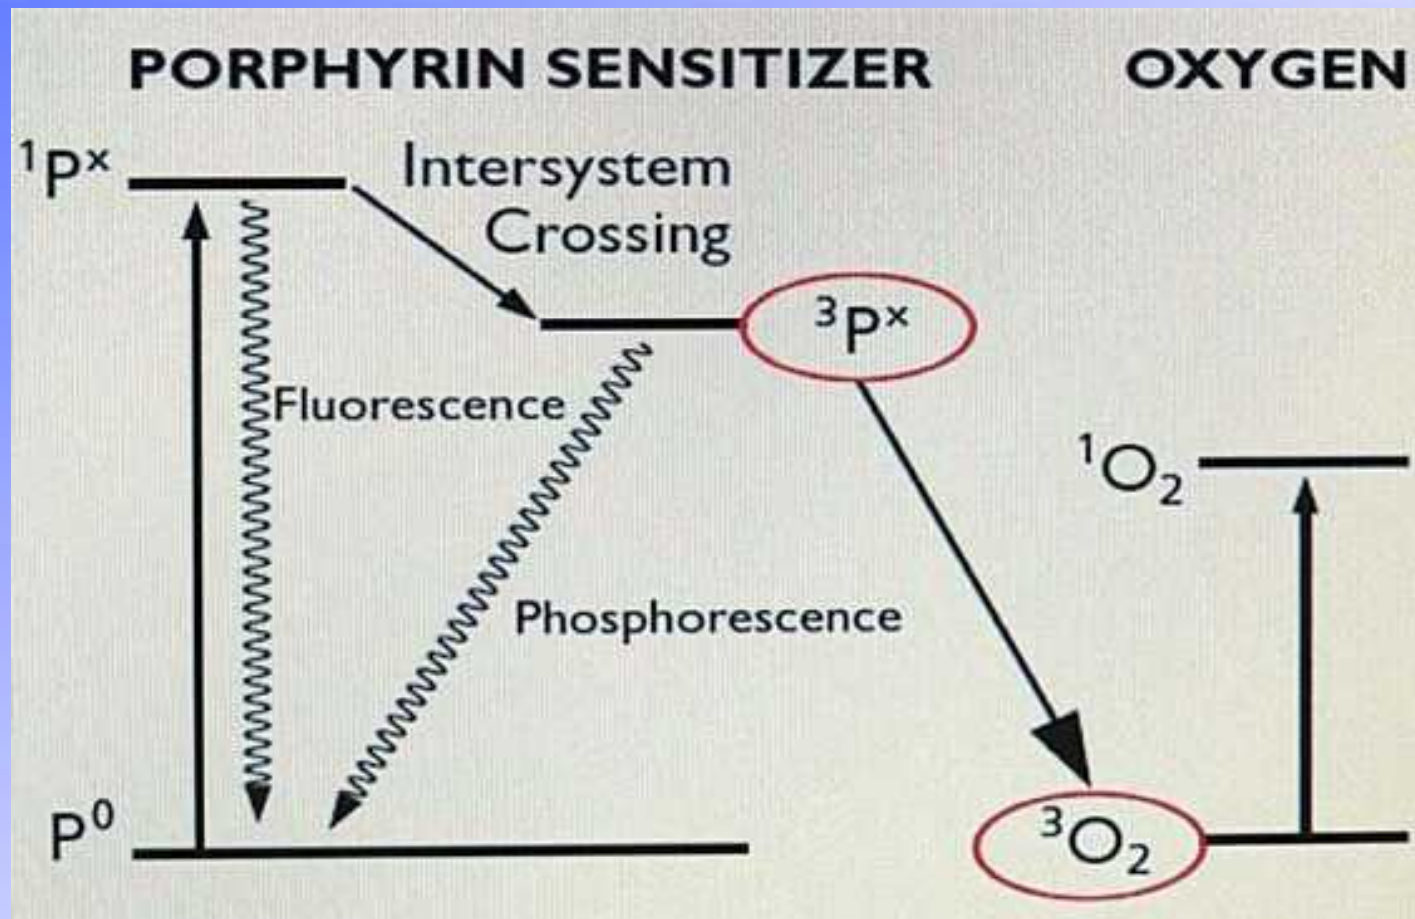 PORPHYRIN SENSITIZER
OXYGEN
¹Pˣ
Intersystem
Crossing
³Pˣ
Fluorescence
¹O₂
Phosphorescence
P⁰
³O₂